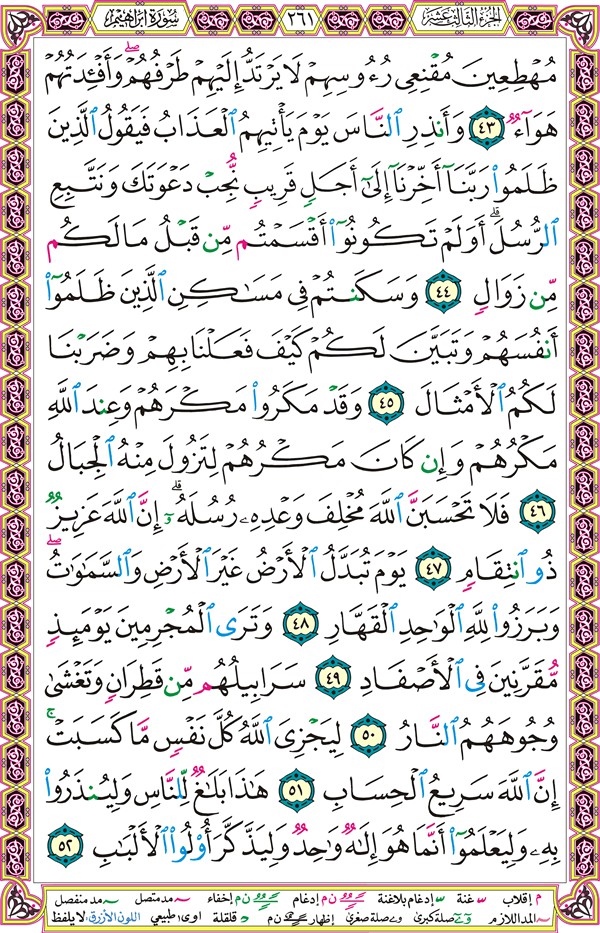 الجزء الثالث عشر ٢٦١ سورة إبراهيم
مُهْطِعِينَ مُقْنِعِى رُءُوسِهِمْ لَا يَرْتَدُّ إِلَيْهِمْ طَرْفُهُمْ ۖ وَأَفْـِٔدَتُهُمْ
هَوَآءٌ ٤٣ وَأَنذِرِ ٱلنَّاسَ يَوْمَ يَأْتِيهِمُ ٱلْعَذَابُ فَيَقُولُ ٱلَّذِينَ
ظَلَمُوا۟ رَبَّنَآ أَخِّرْنَآ إِلَىٰٓ أَجَلٍ قَرِيبٍ نُّجِبْ دَعْوَتَكَ وَنَتَّبِعِ
ٱلرُّسُلَ ۗ أَوَلَمْ تَكُونُوٓا۟ أَقْسَمْتُم مِّن قَبْلُ مَا لَكُم
مِّن زَوَالٍ ٤٤ وَسَكَنتُمْ فِى مَسَـٰكِنِ ٱلَّذِينَ ظَلَمُوٓا۟
أَنفُسَهُمْ وَتَبَيَّنَ لَكُمْ كَيْفَ فَعَلْنَا بِهِمْ وَضَرَبْنَا
لَكُمُ ٱلْأَمْثَالَ ٤٥ وَقَدْ مَكَرُوا۟ مَكْرَهُمْ وَعِندَ ٱللَّهِ
مَكْرُهُمْ وَإِن كَانَ مَكْرُهُمْ لِتَزُولَ مِنْهُ ٱلْجِبَالُ
٤٦ فَلَا تَحْسَبَنَّ ٱللَّهَ مُخْلِفَ وَعْدِهِۦ رُسُلَهُۥٓ ۗ إِنَّ ٱللَّهَ عَزِيزٌ
ذُو ٱنتِقَامٍ ٤٧ يَوْمَ تُبَدَّلُ ٱلْأَرْضُ غَيْرَ ٱلْأَرْضِ وَٱلسَّمَـٰوَٰتُ ۖ
وَبَرَزُوا۟ لِلَّهِ ٱلْوَٰحِدِ ٱلْقَهَّارِ ٤٨ وَتَرَى ٱلْمُجْرِمِينَ يَوْمَئِذٍ
مُّقَرَّنِينَ فِى ٱلْأَصْفَادِ ٤٩ سَرَابِيلُهُم مِّن قَطِرَانٍ وَتَغْشَىٰ
وُجُوهَهُمُ ٱلنَّارُ ٥٠ لِيَجْزِىَ ٱللَّهُ كُلَّ نَفْسٍ مَّا كَسَبَتْ ۚ
إِنَّ ٱللَّهَ سَرِيعُ ٱلْحِسَابِ ٥١ هَـٰذَا بَلَـٰغٌ لِّلنَّاسِ وَلِيُنذَرُوا۟
بِهِۦ وَلِيَعْلَمُوٓا۟ أَنَّمَا هُوَ إِلَـٰهٌ وَٰحِدٌ وَلِيَذَّكَّرَ أُو۟لُوا۟ ٱلْأَلْبَـٰبِ ٥٢
م إقلاب غنة إدغام بلاغنة ن م إدغام ن م إخفاء مد متصل مد منفصل
المد اللازم صلة كبرى صلة صغرى إظهار ن م قلقلة اوى: طبيعي اللون الأزرق: لا يلفظ